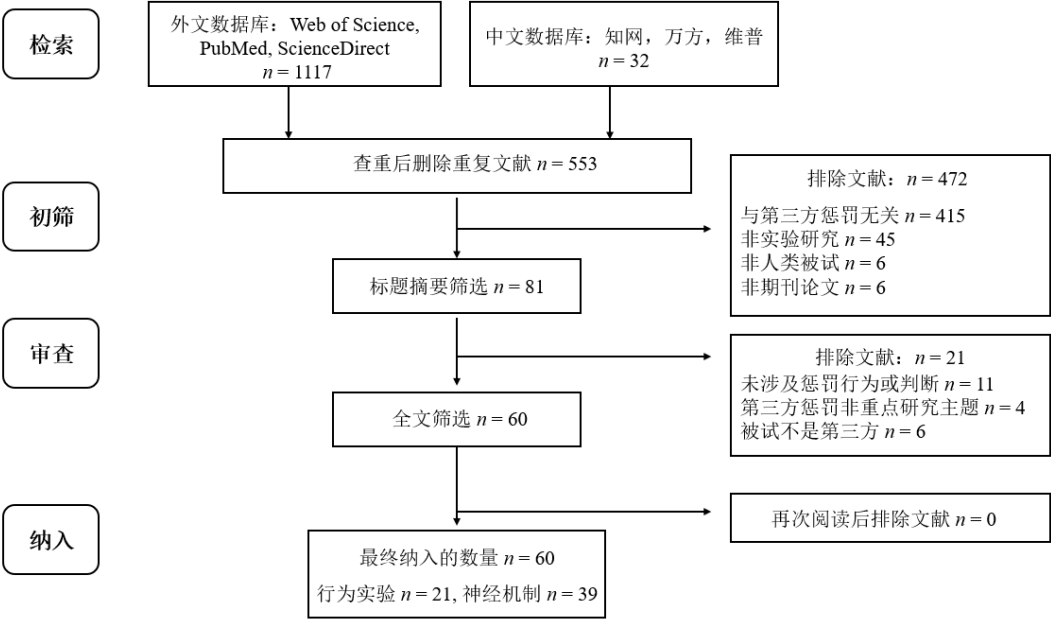 检索
外文数据库：Web of Science,
PubMed, ScienceDirect
n = 1117
中文数据库：知网，万方，维普
n = 32
查重后删除重复文献 n = 553
初筛
排除文献：n = 472
与第三方惩罚无关 n = 415
非实验研究 n = 45
非人类被试 n = 6
非期刊论文 n = 6
标题摘要筛选 n = 81
审查
排除文献：n = 21
未涉及惩罚行为或判断 n = 11
第三方惩罚非重点研究主题 n = 4
被试不是第三方 n = 6
全文筛选 n = 60
纳入
再次阅读后排除文献 n = 0
最终纳入的数量 n = 60
行为实验 n = 21, 神经机制 n = 39